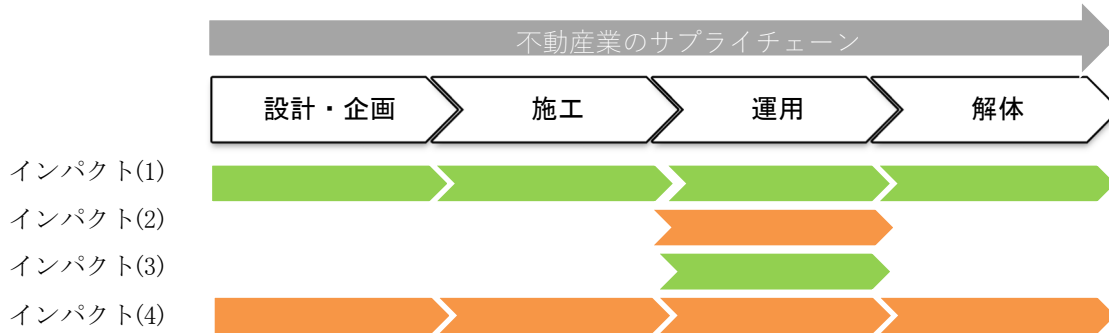 不動産業のサプライチェーン
設計・企画
施工
運用
解体
インパクト(1)
インパクト(2)
インパクト(3)
インパクト(4)